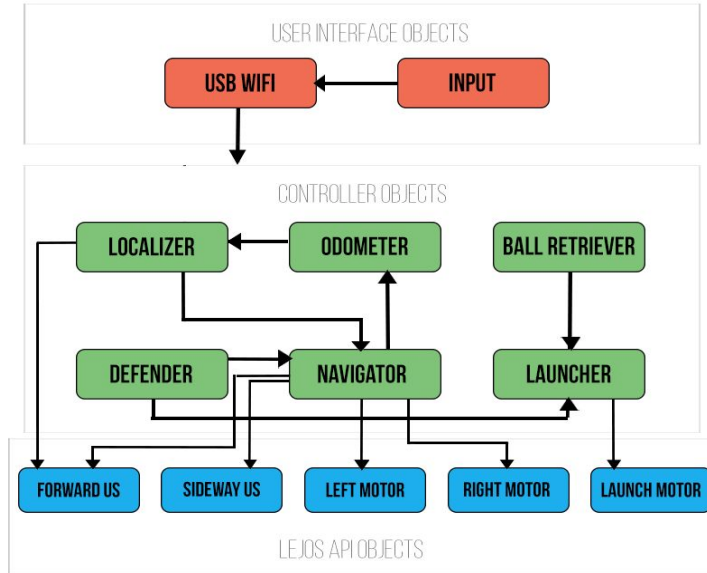 USER INTERFACE OBJECTS
USB WIFI
INPUT
CONTROLLER OBJECTS
LOCALIZER
ODOMETER
BALL RETRIEVER
DEFENDER
NAVIGATOR
LAUNCHER
FORWARD US
SIDEWAY US
LEFT MOTOR
RIGHT MOTOR
LAUNCH MOTOR
LEJOS API OBJECTS